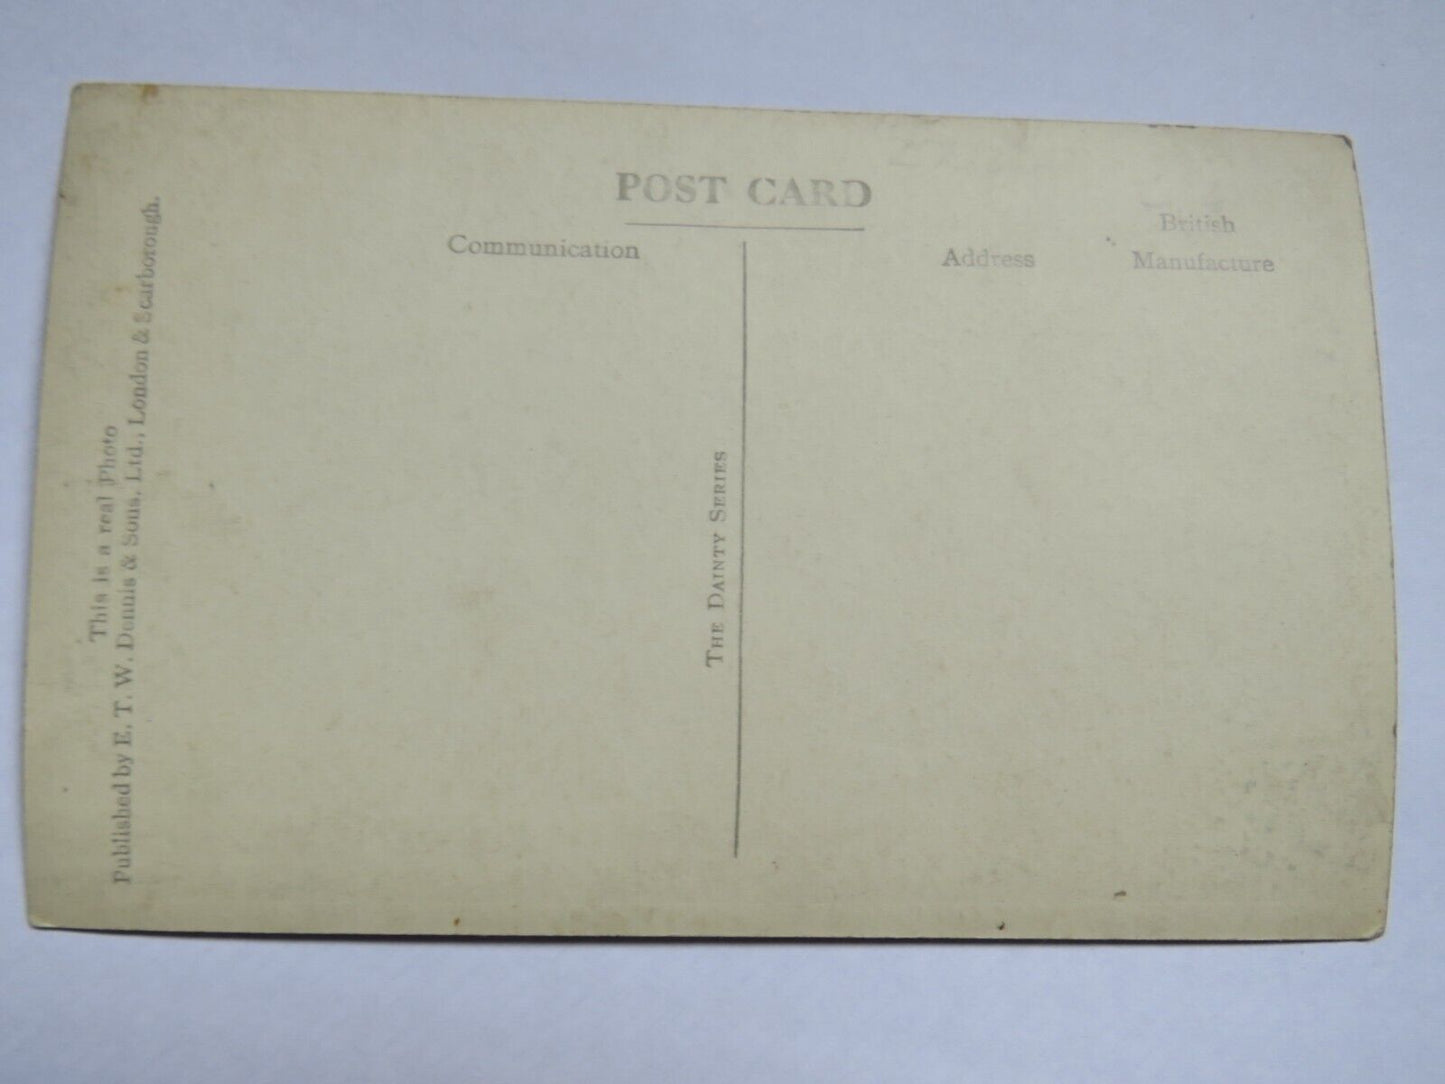 POST CARD
Communication
Address
British
Manufacture
THE DAINTY SERIES
This is a real Photo
Published by E. T. W. Dennis & Sons, Ltd., London & Scarborough.